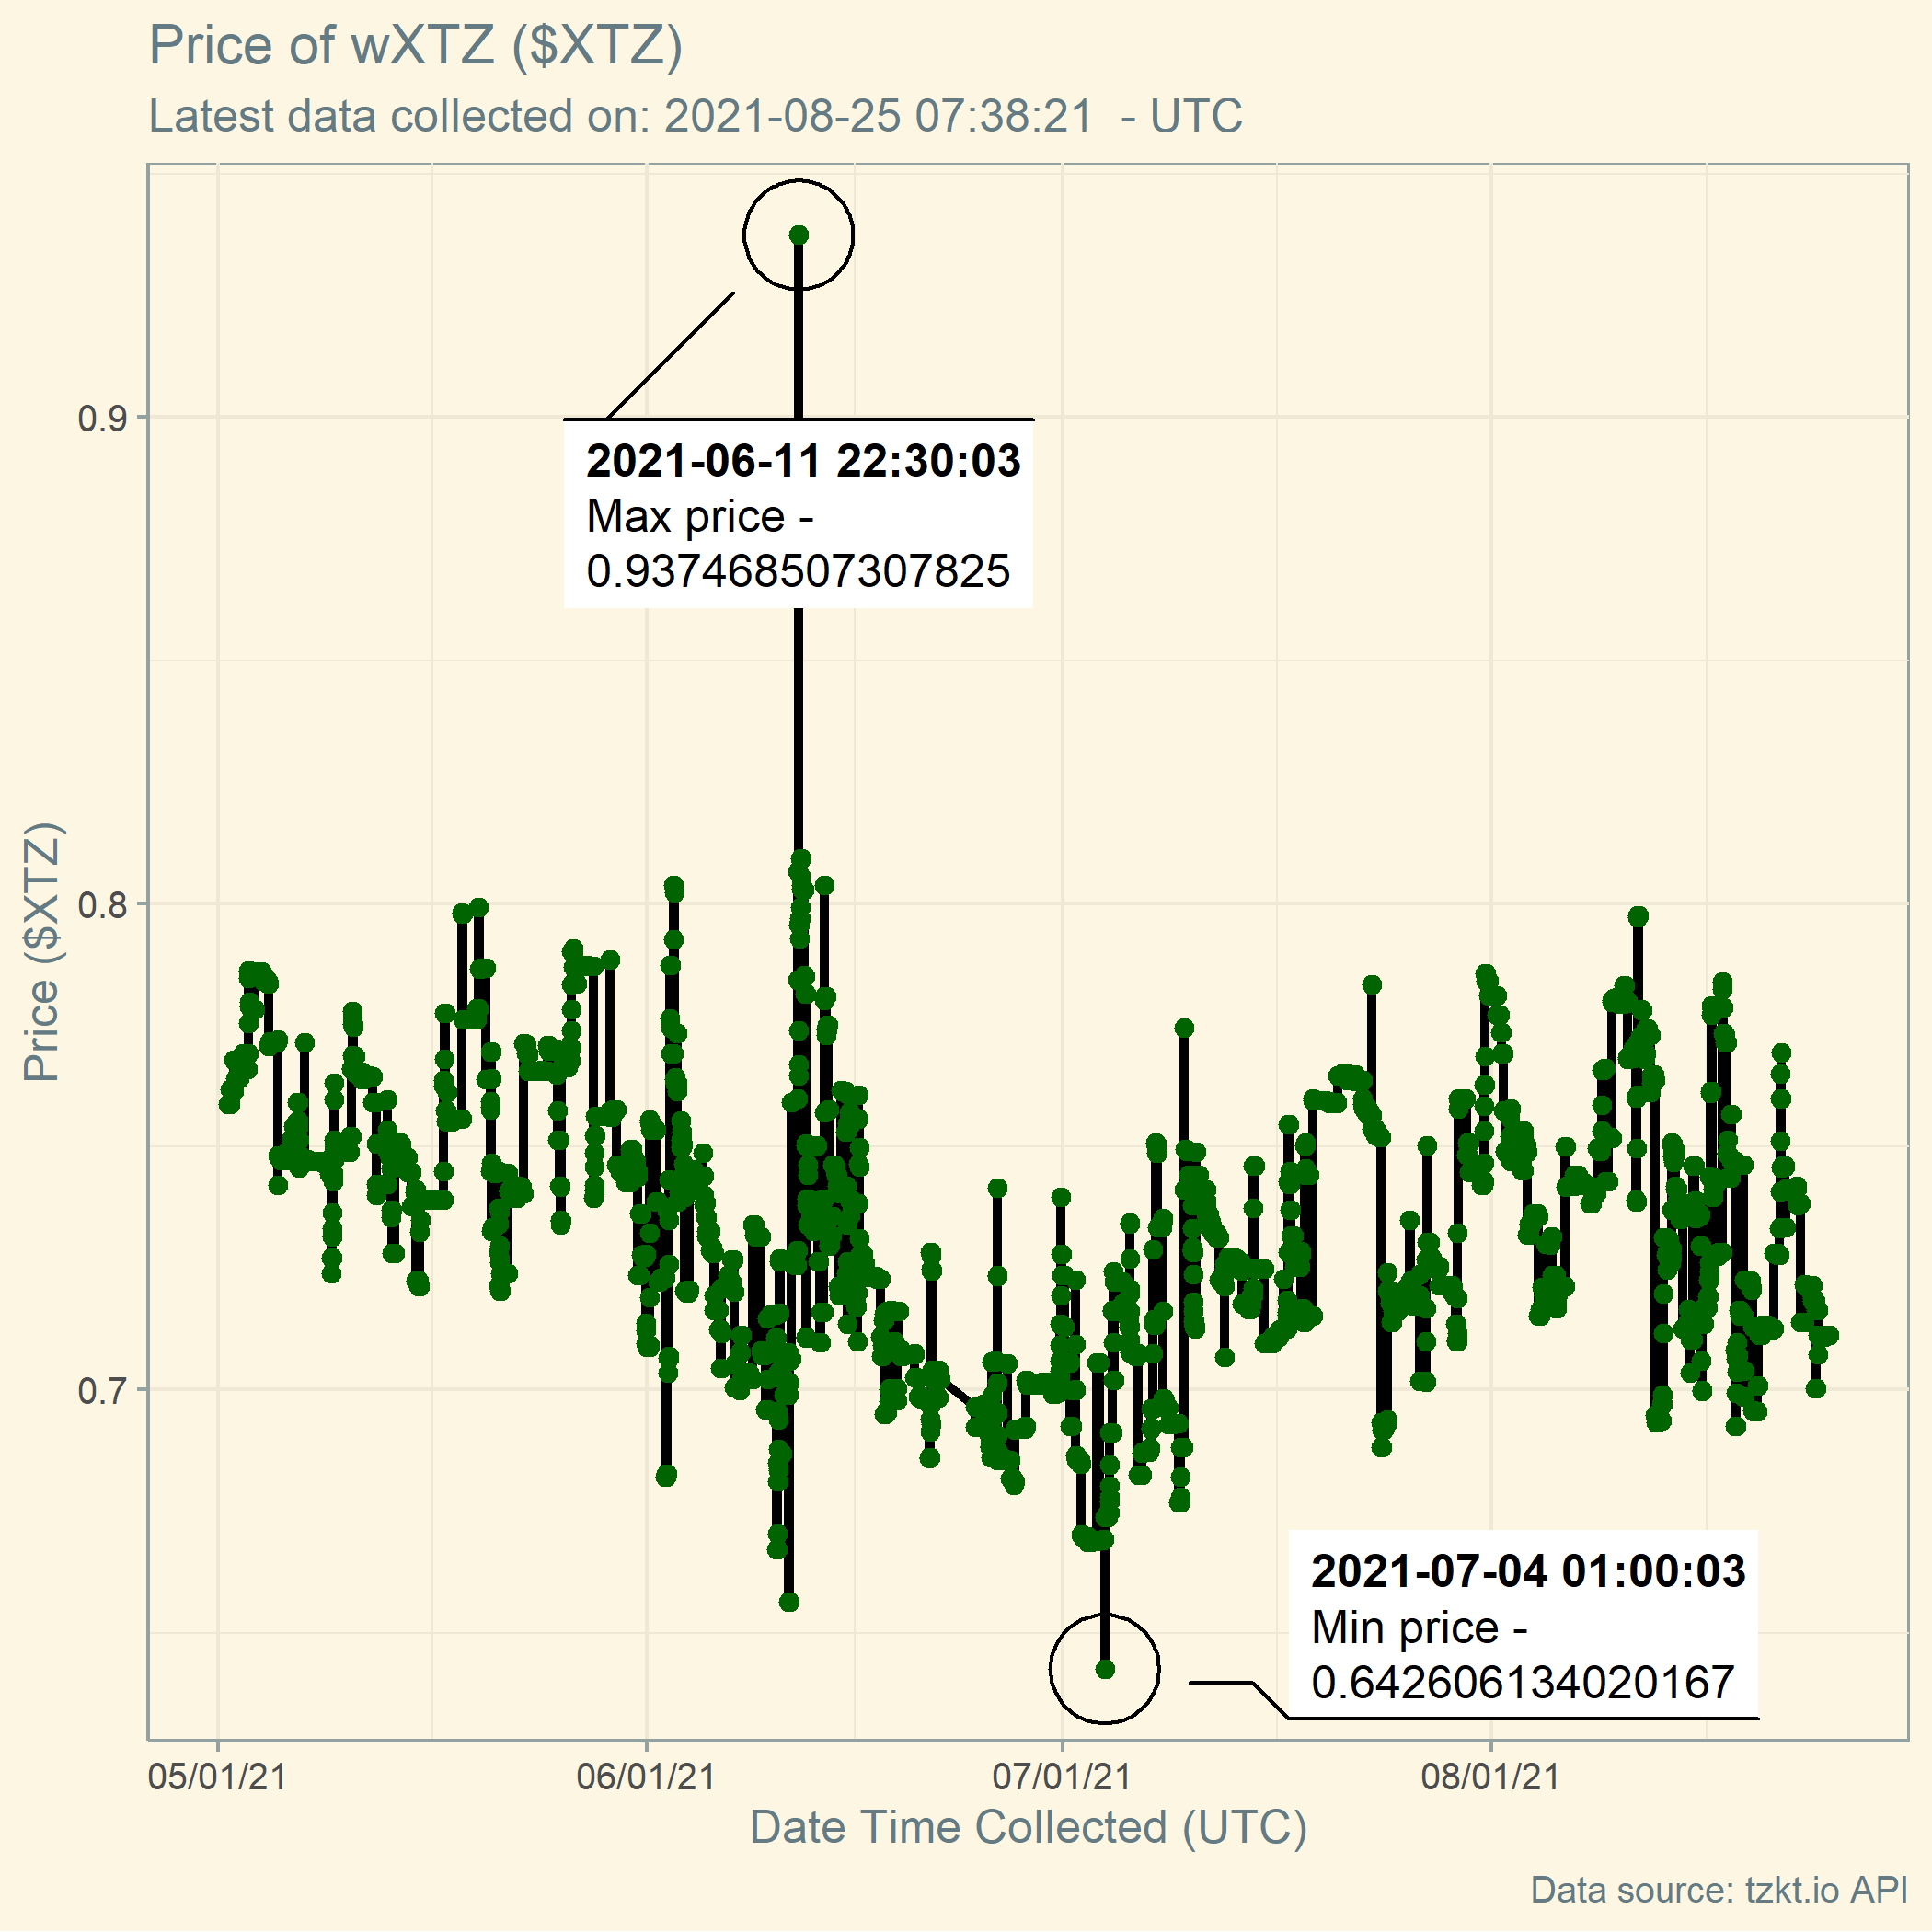 Price of wXTZ ($XTZ)
Latest data collected on: 2021-08-25 07:38:21  - UTC
Price ($XTZ)
0.9
0.8
0.7
2021-06-11 22:30:03
Max price -
0.937468507307825
2021-07-04 01:00:03
Min price -
0.642606134020167
05/01/21
06/01/21
07/01/21
08/01/21
Date Time Collected (UTC)
Data source: tzkt.io API